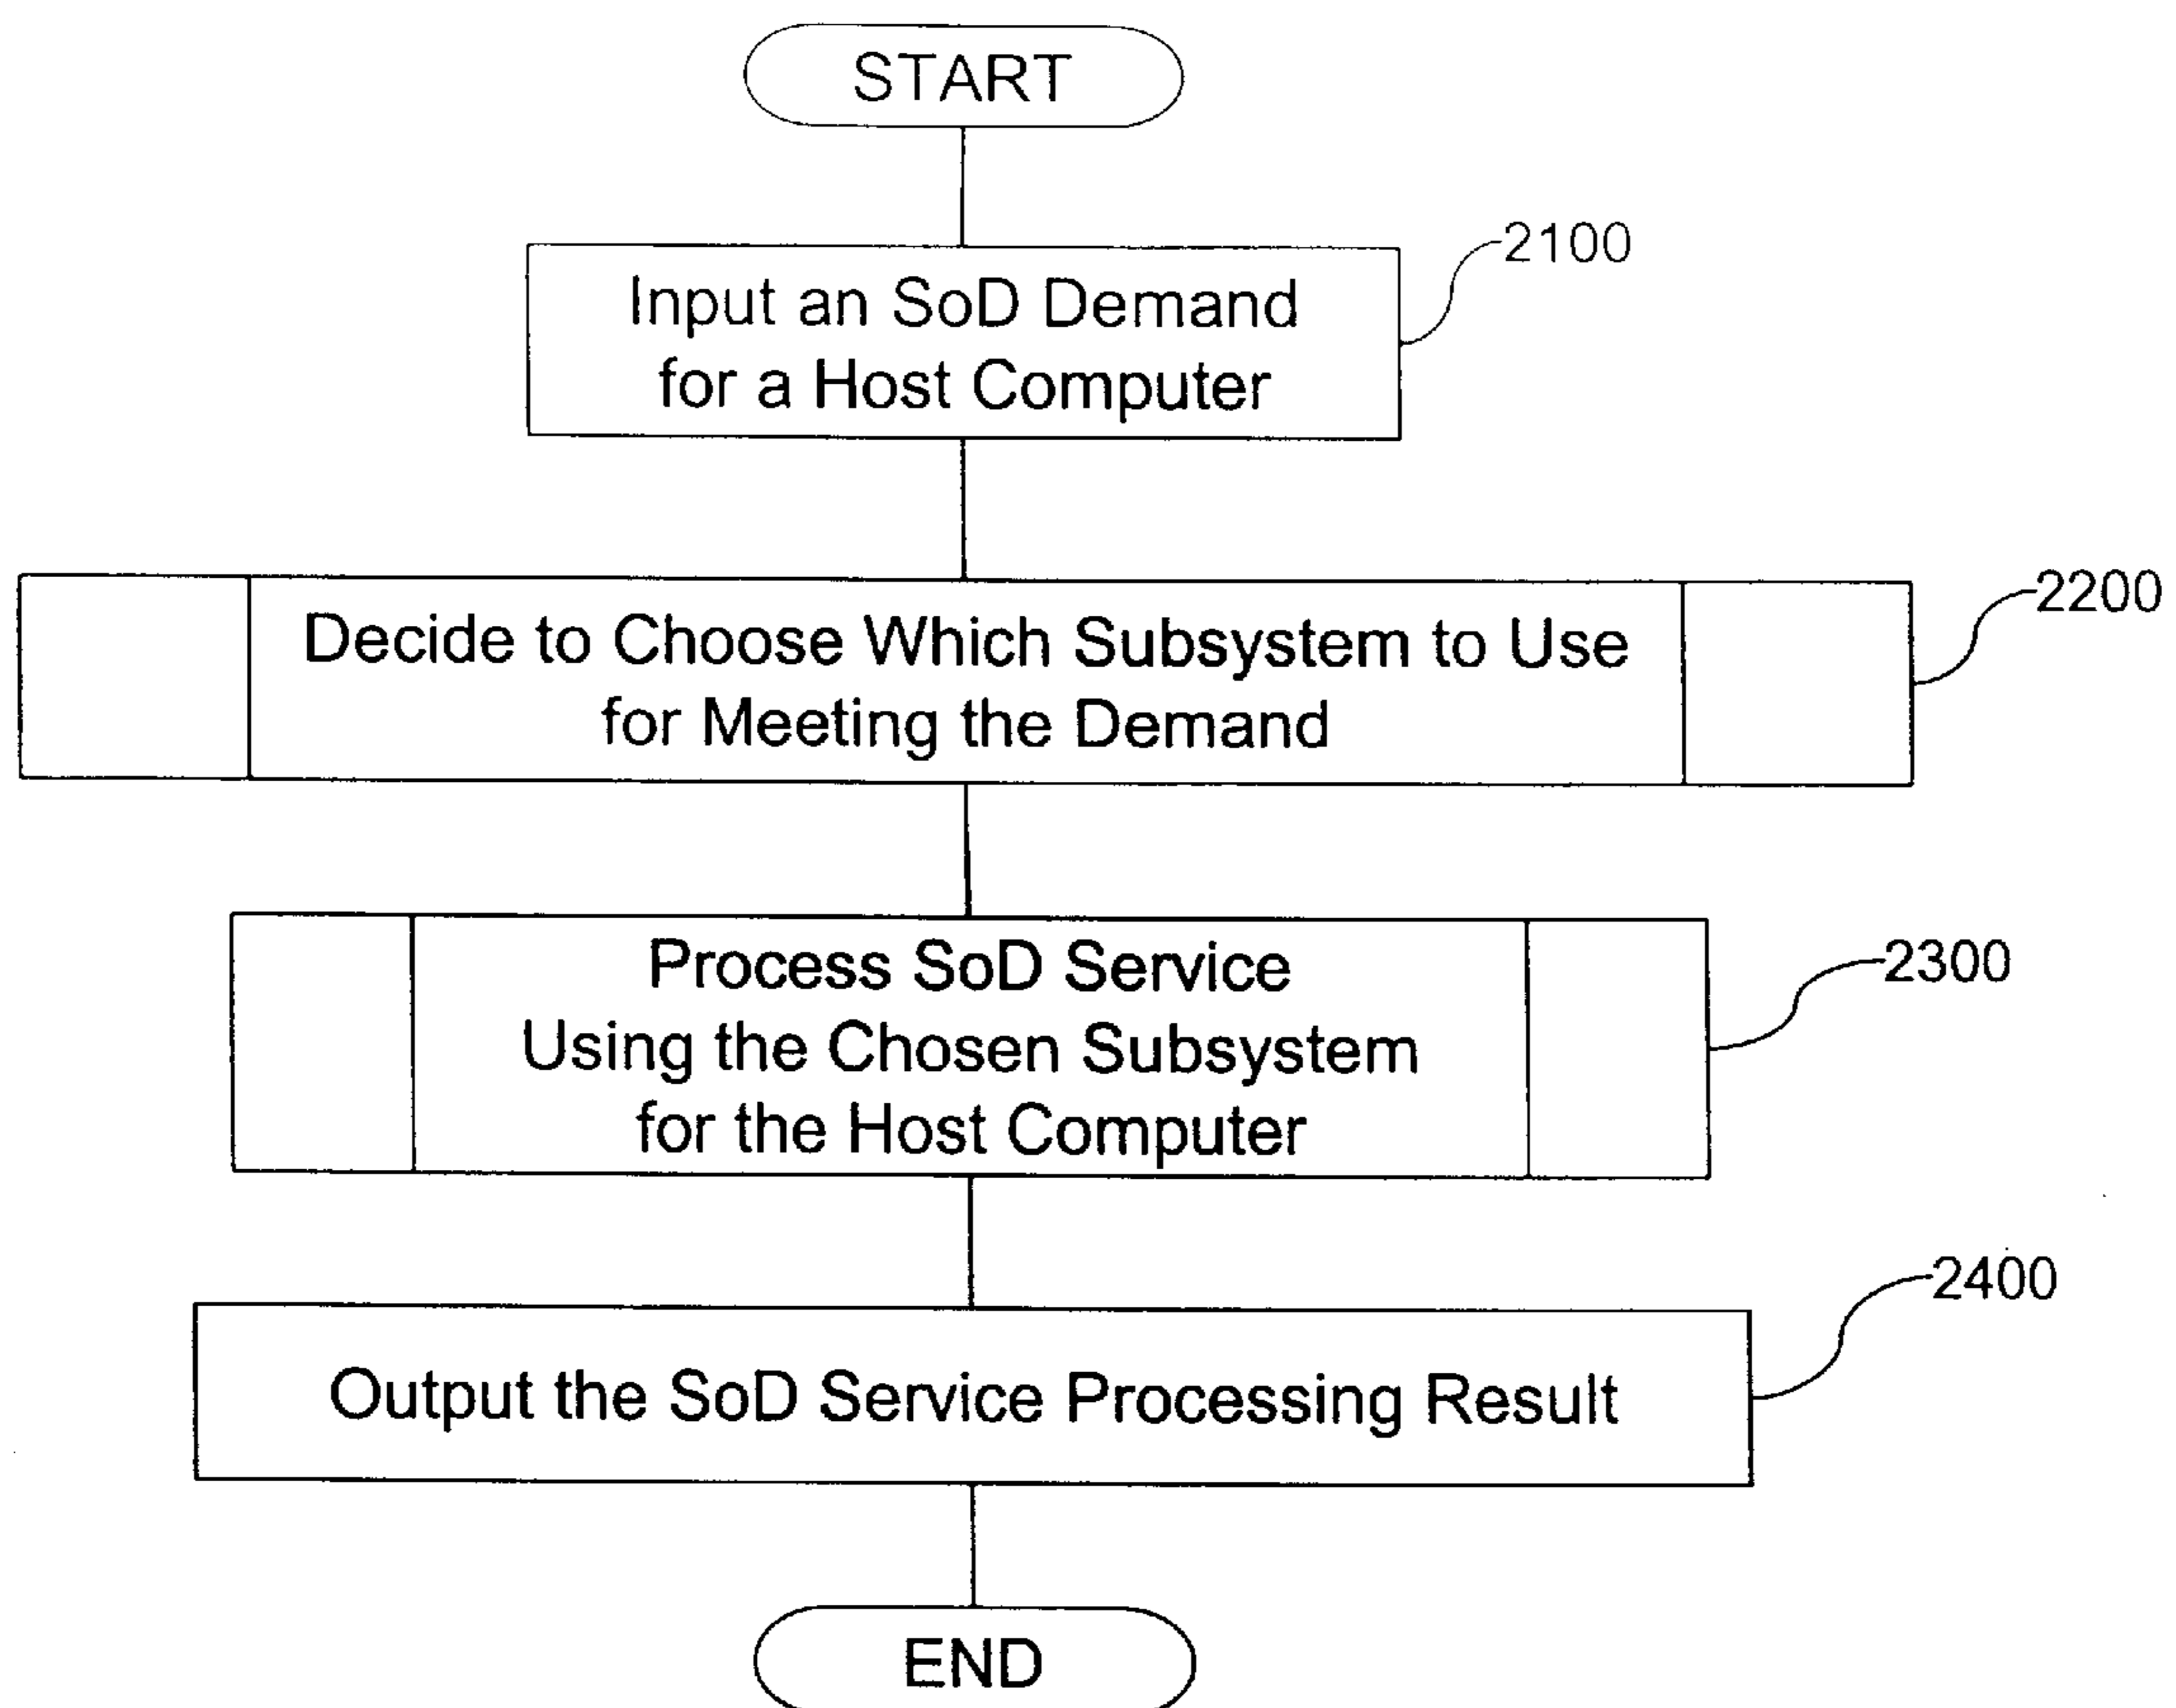 START
2100
Input an SoD Demand
for a Host Computer
2200
Decide to Choose Which Subsystem to Use
for Meeting the Demand
2300
Process SoD Service
Using the Chosen Subsystem
for the Host Computer
2400
Output the SoD Service Processing Result
END